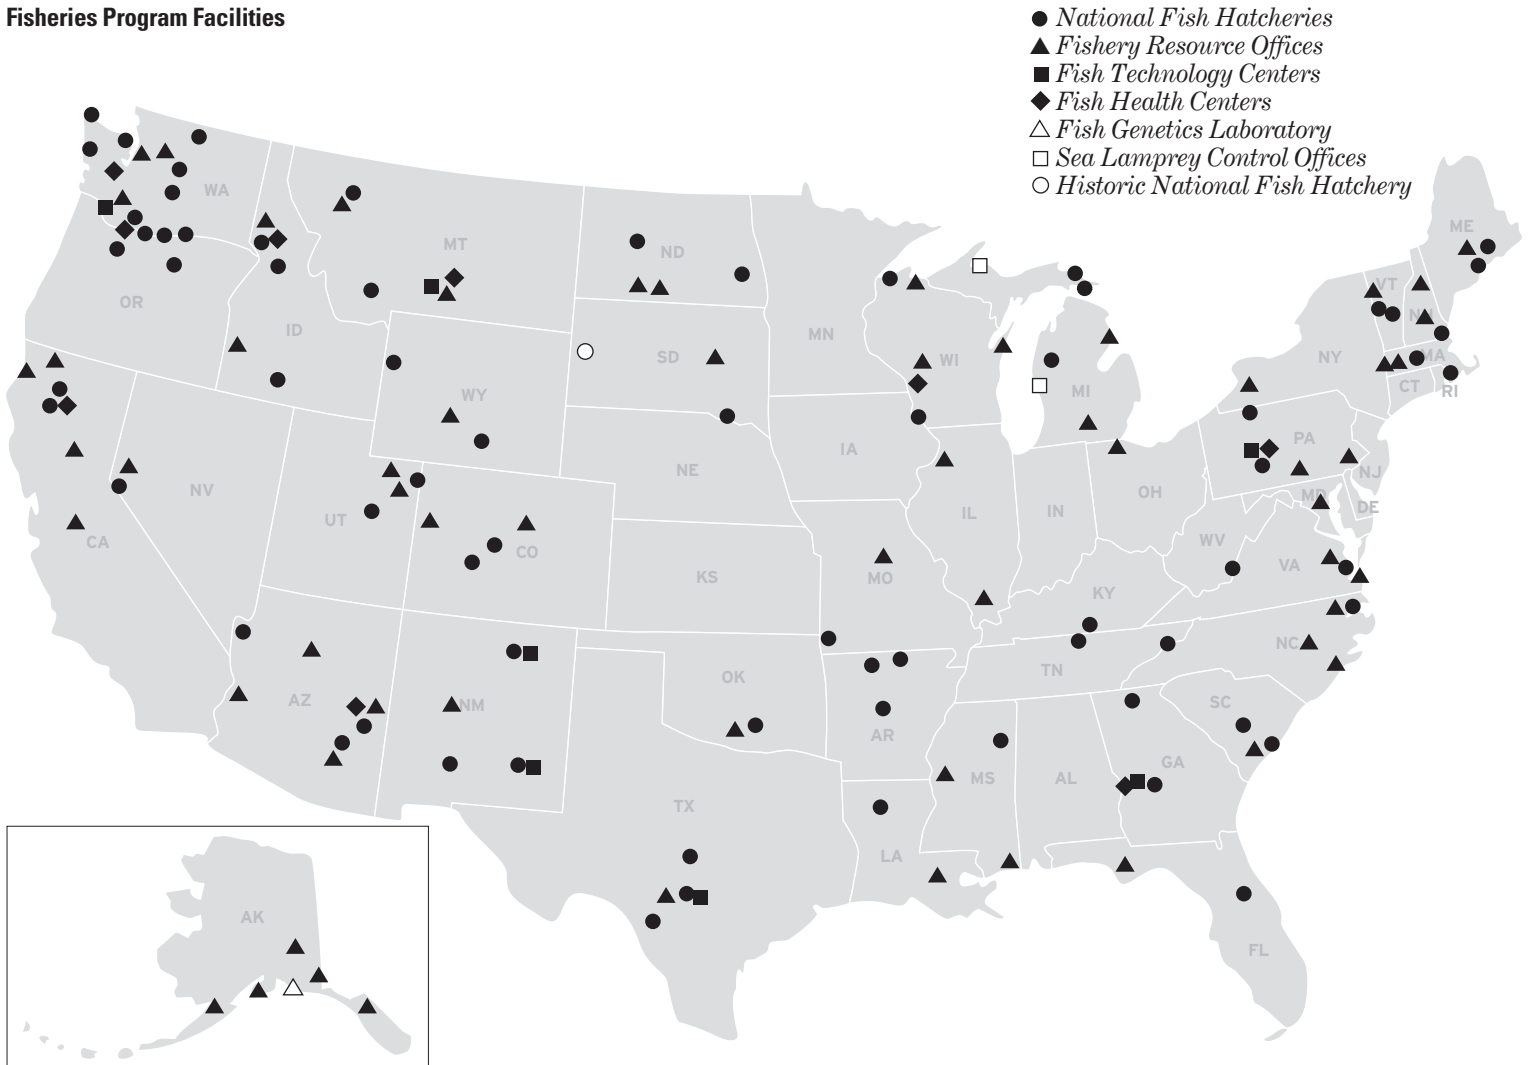 Fisheries Program Facilities
National Fish Hatcheries
Fishery Resource Offices
Fish Technology Centers
Fish Health Centers
Fish Genetics Laboratory
Sea Lamprey Control Offices
Historic National Fish Hatchery
WA
MT
ND
ME
OR
ID
MN
VT
NH
SD
WI
NY
MA
WY
MI
CT
RI
IA
PA
NE
NJ
NV
UT
IL
IN
OH
MD
DE
CA
CO
WV
KS
MO
VA
KY
NC
AZ
NM
OK
TN
SC
AR
MS
AL
GA
TX
LA
AK
FL